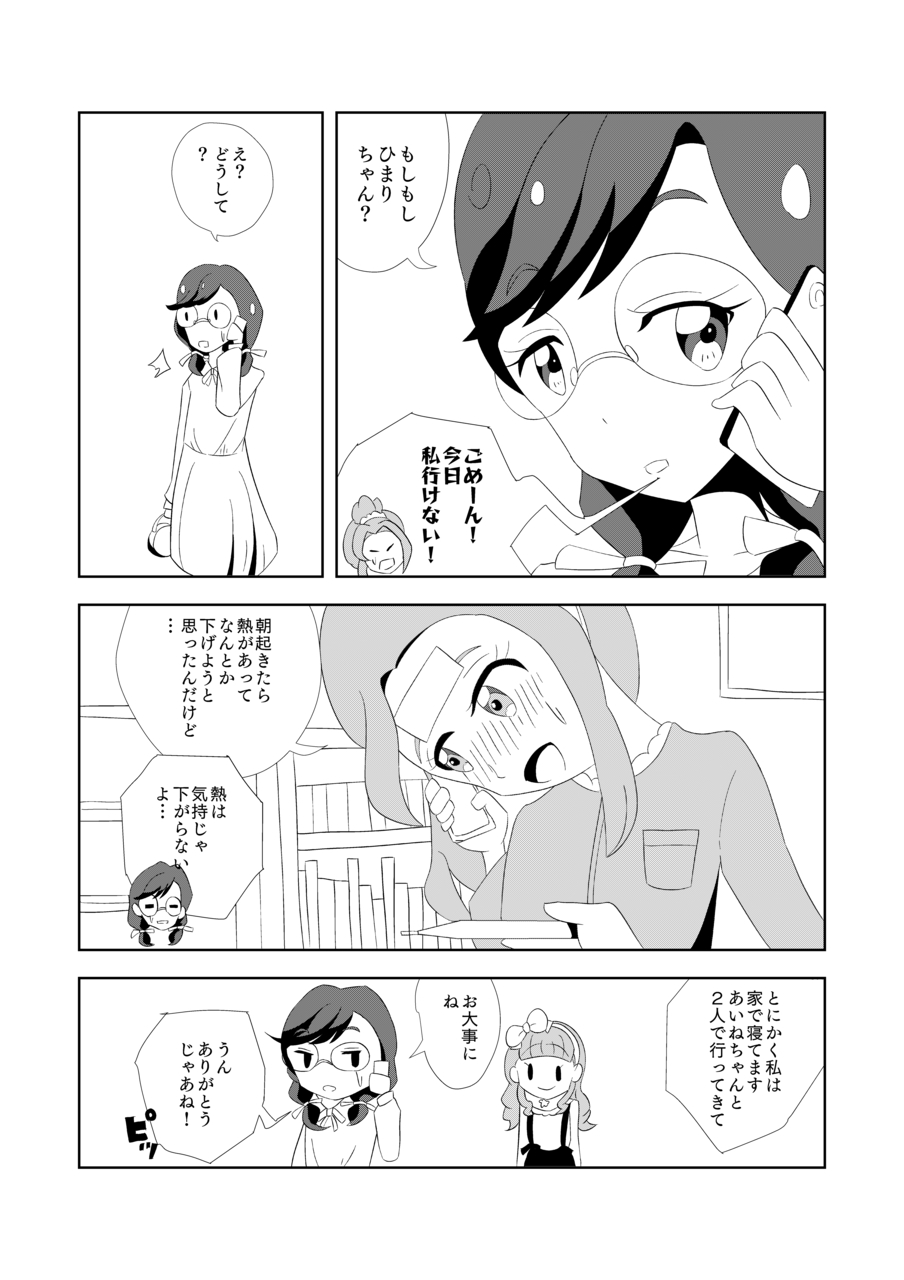 もしもし
ひまり
ちゃん？
ごめーん！
今日
私行けない！
え？
どうして
？
朝起きたら
熱があって
なんとか
下げようと
思ったんだけど
…
熱は
気持じゃ
下がらない
よ…
とにかく私は
家で寝てます
あいねちゃんと
２人で行ってきて
お大事に
ね
うん
ありがとう
じゃあね！
ピッ